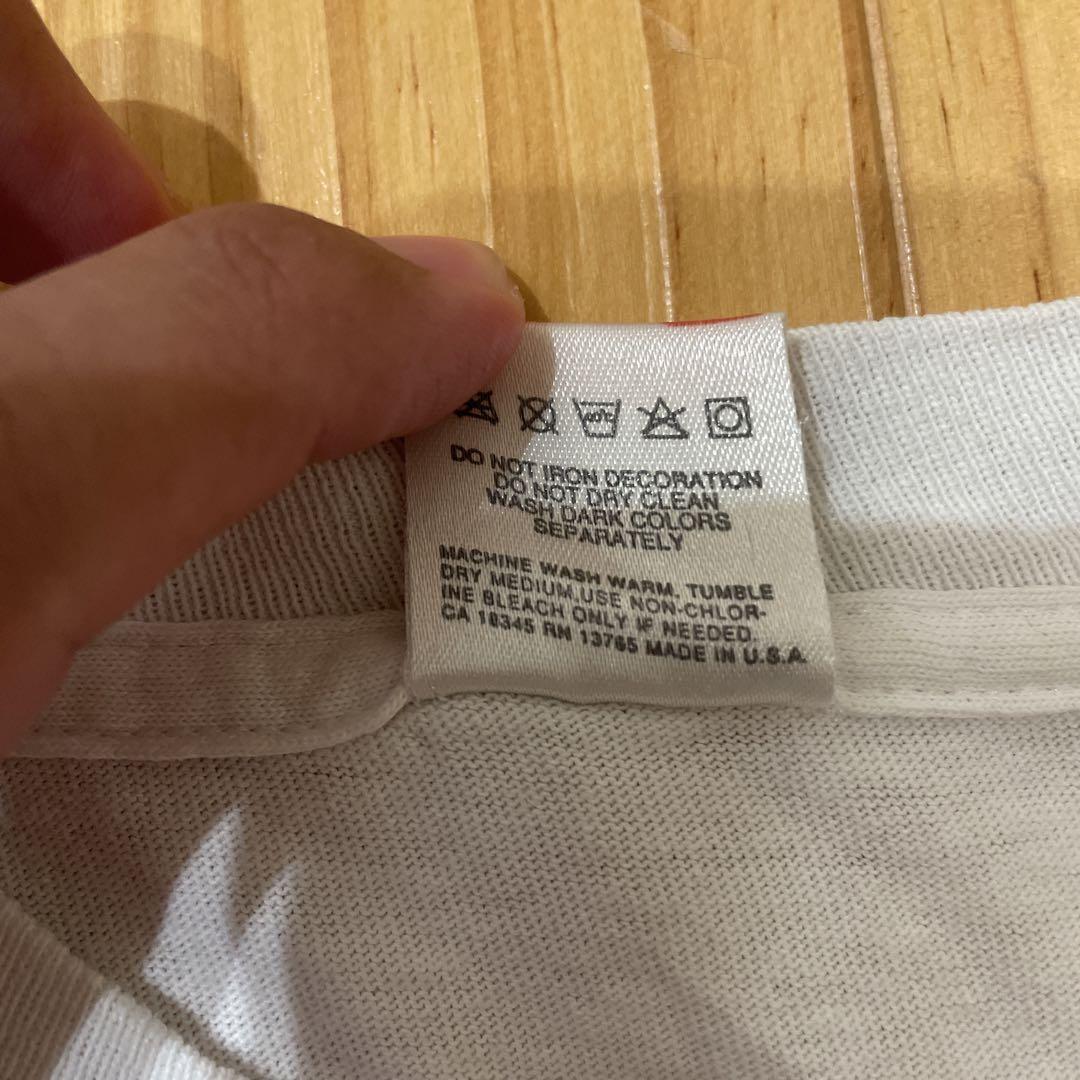 40°C
DO NOT IRON DECORATION
DO NOT DRY CLEAN
WASH DARK COLORS
SEPARATELY
MACHINE WASH WARM. TUMBLE
DRY MEDIUM.USE NON-CHLOR-
INE BLEACH ONLY IF NEEDED.
CA 18345 RN 13765 MADE IN U.S.A.